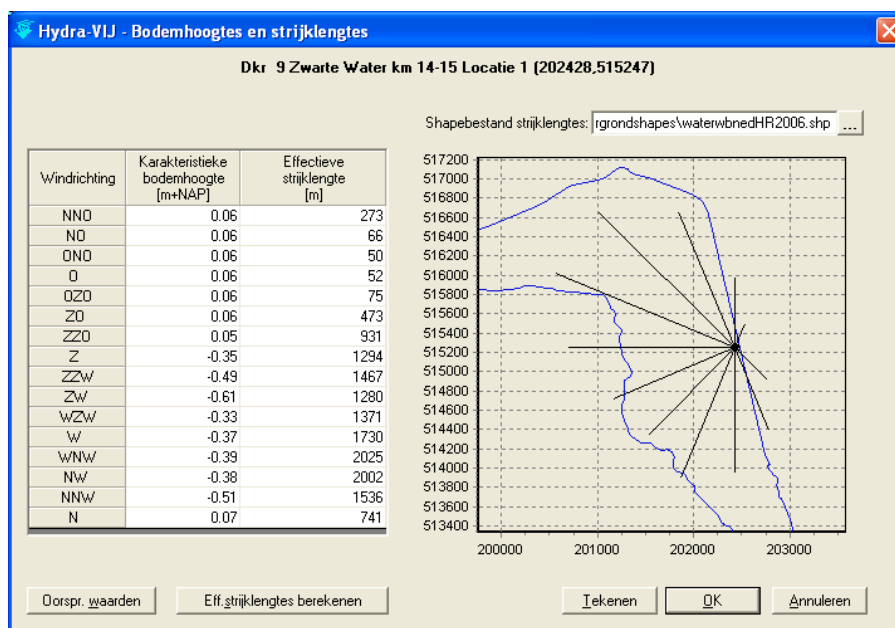 Hydra-VIJ - Bodemhoogtes en strijklengtes
Dkr 9 Zwarte Water km 14-15 Locatie 1 (202428,515247)
Shapebestand strijklengtes: rgrondshapes\waterwbnedHR2006.shp ...
Windrichting Karakteristieke bodemhoogte [m+NAP] Effectieve strijklengte [m]
NNO 0.06 273
NO 0.06 66
ONO 0.06 50
O 0.06 52
OZO 0.06 75
ZO 0.06 473
ZZO 0.05 931
Z -0.35 1294
ZZW -0.49 1467
ZW -0.61 1280
WZW -0.33 1371
W -0.37 1730
WNW -0.39 2025
NW -0.38 2002
NNW -0.51 1536
N 0.07 741
517200
517000
516800
516600
516400
516200
516000
515800
515600
515400
515200
515000
514800
514600
514400
514200
514000
513800
513600
513400
200000 201000 202000 203000
Oorspr. waarden Eff.strijklengtes berekenen Tekenen OK Annuleren